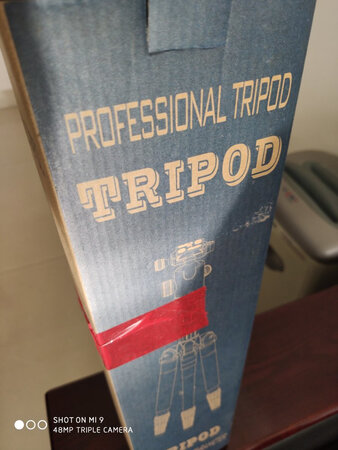 PROFESSIONAL TRIPOD
TRIPOD
TRIPOD
SHOT ON MI 9
48MP TRIPLE CAMERA